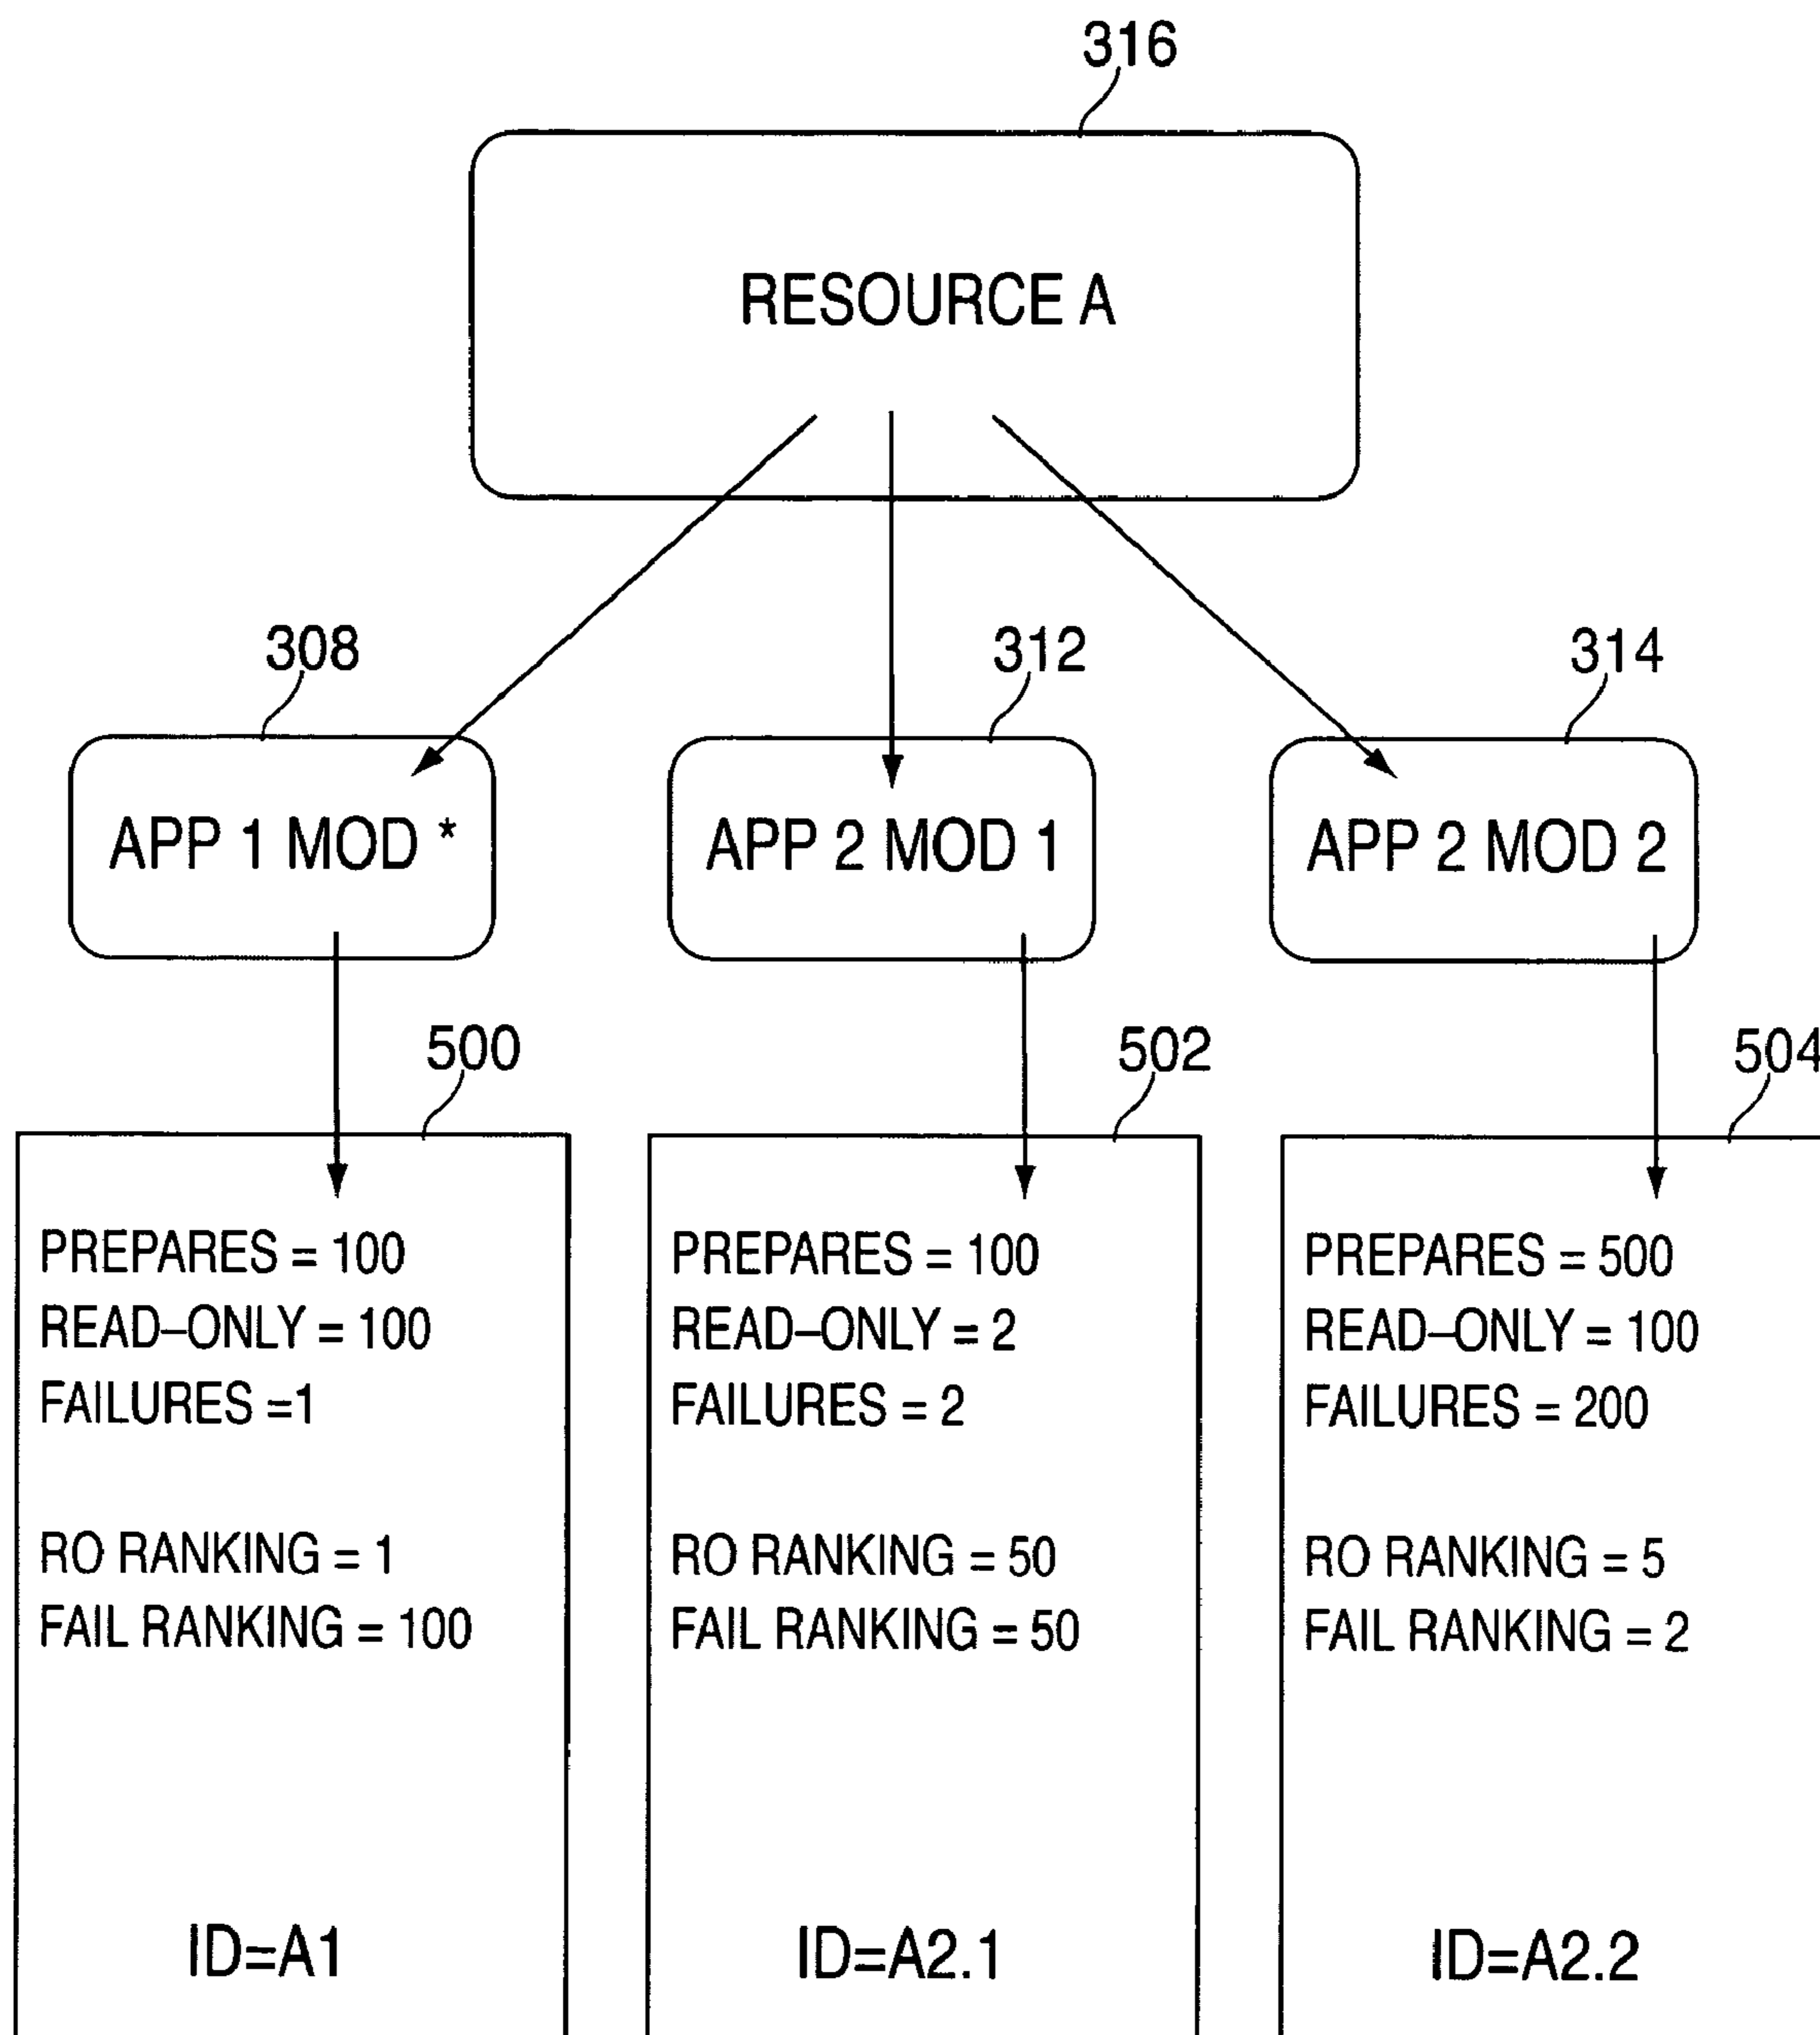 316
RESOURCE A
308
312
314
APP 1 MOD *
APP 2 MOD 1
APP 2 MOD 2
500
502
504
PREPARES = 100
READ–ONLY = 100
FAILURES =1
RO RANKING = 1
FAIL RANKING = 100
ID=A1
PREPARES = 100
READ–ONLY = 2
FAILURES = 2
RO RANKING = 50
FAIL RANKING = 50
ID=A2.1
PREPARES = 500
READ–ONLY = 100
FAILURES = 200
RO RANKING = 5
FAIL RANKING = 2
ID=A2.2